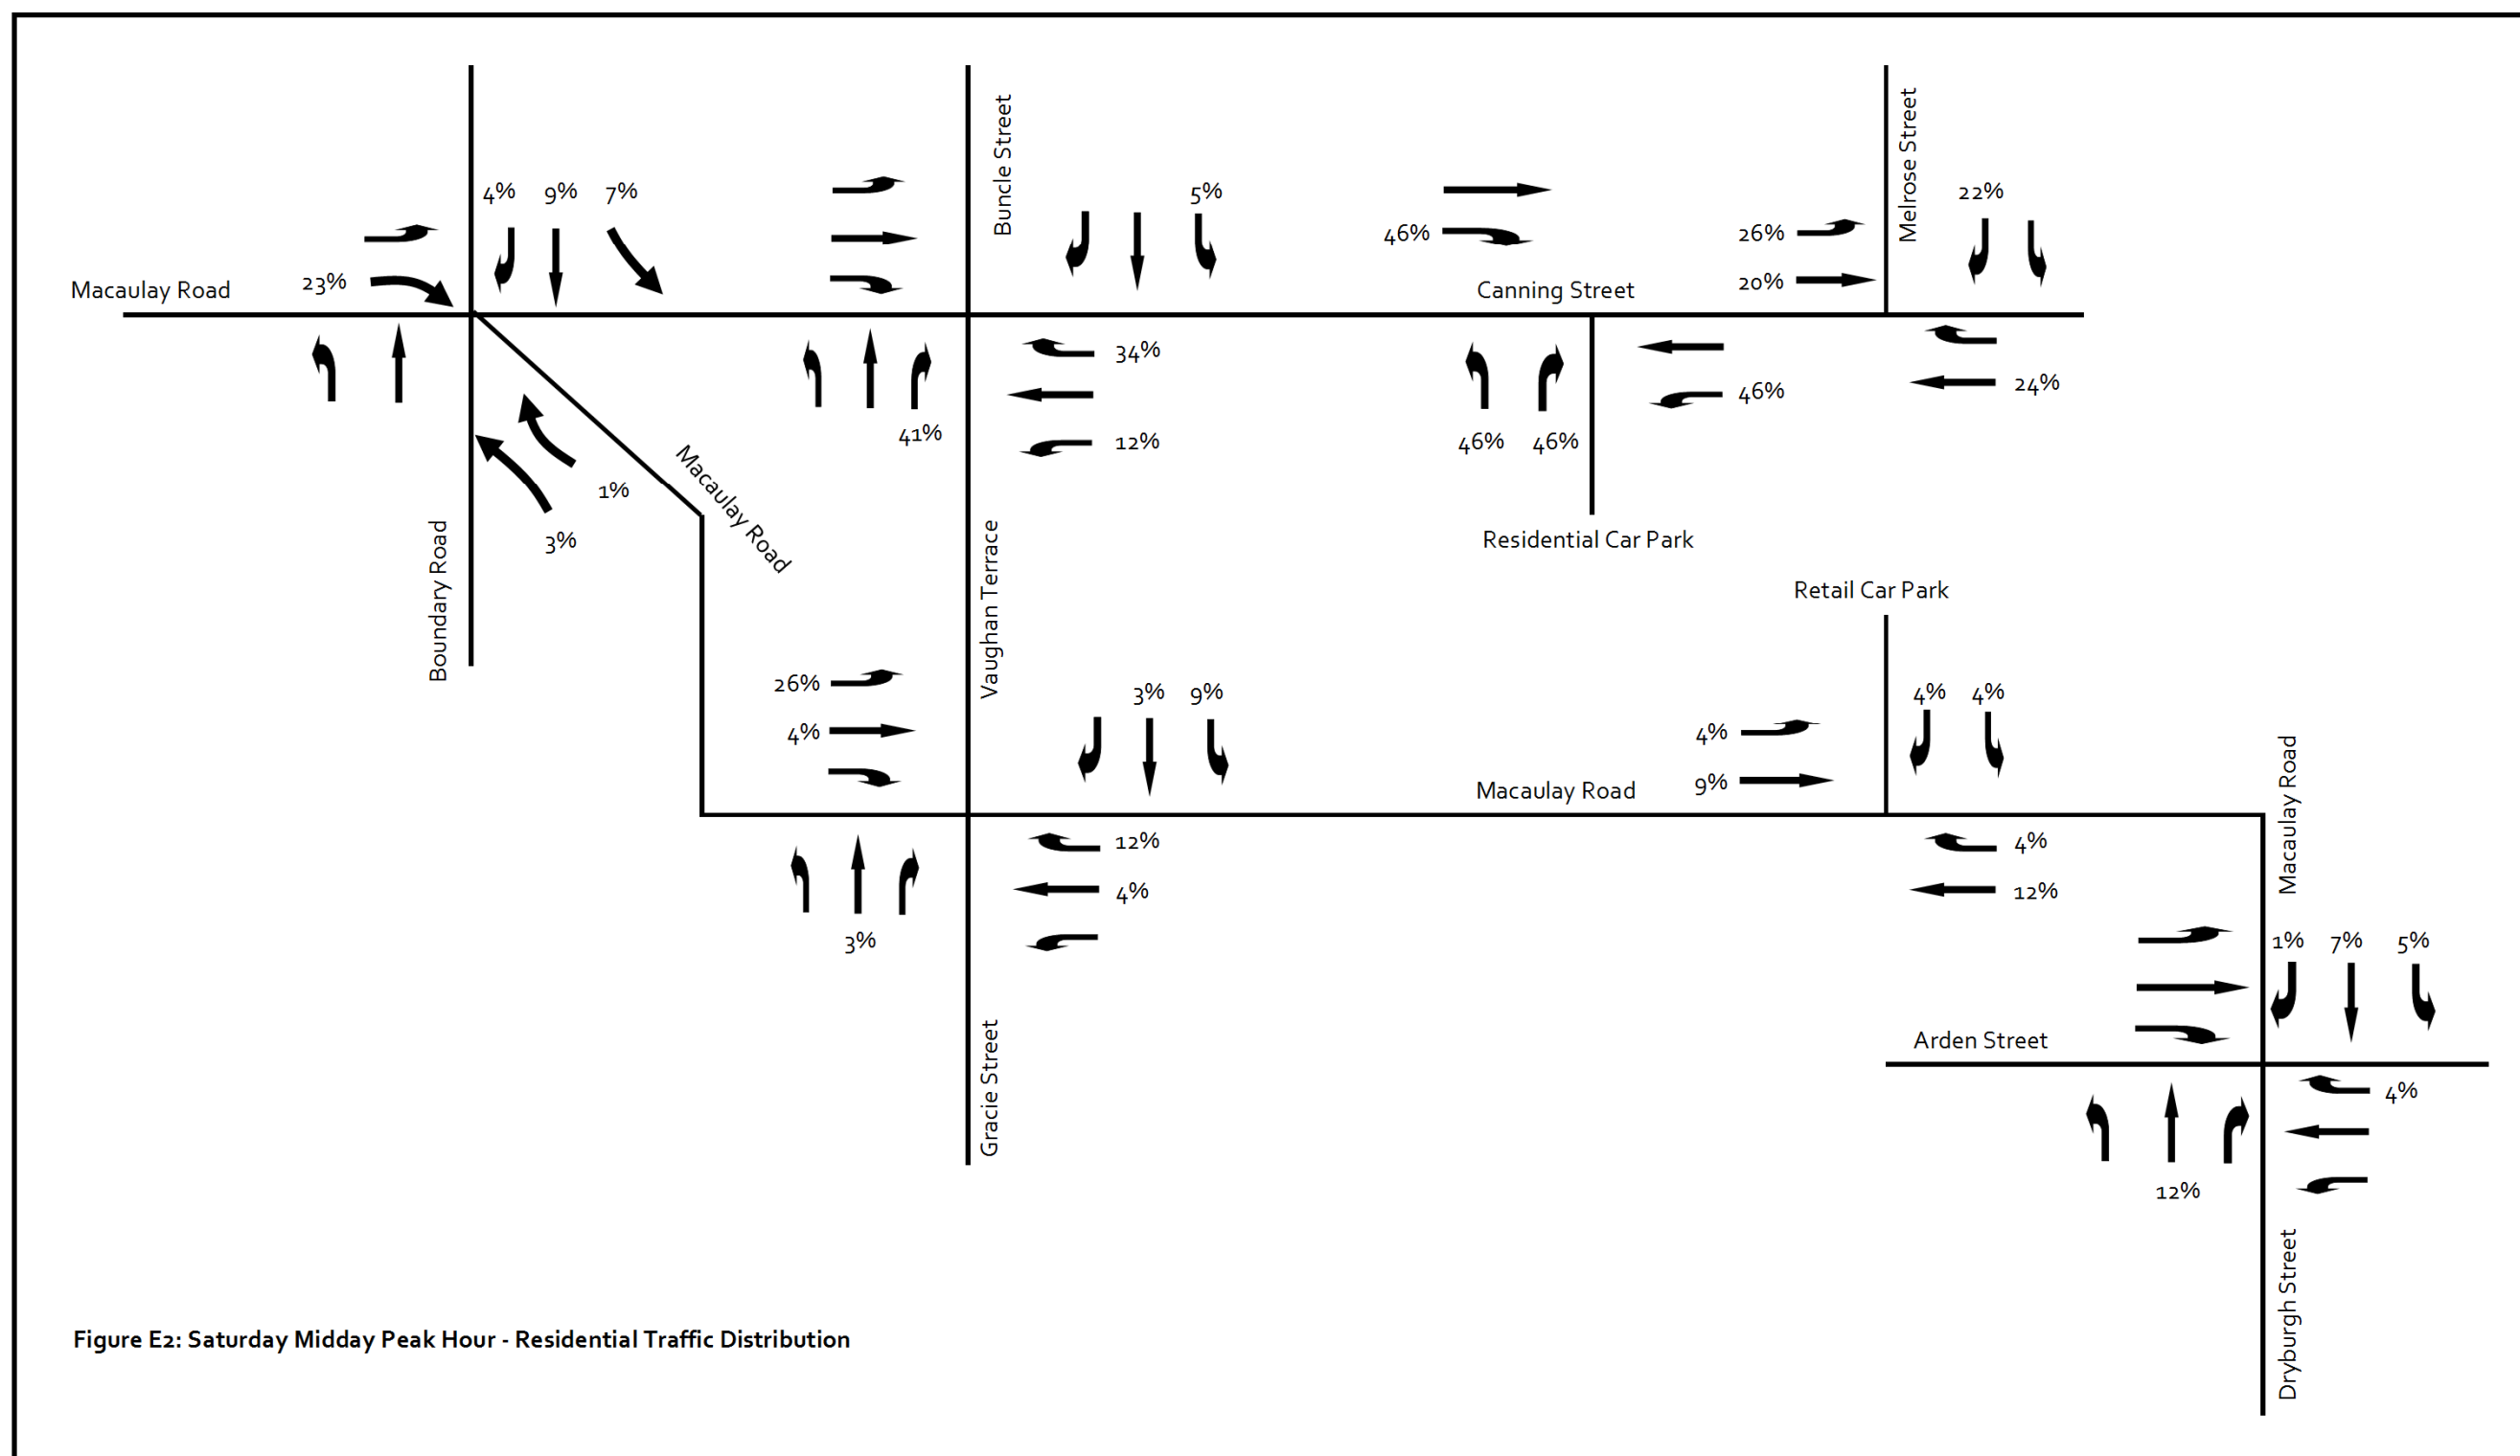 Buncle Street
Melrose Street
4% 9% 7%
5%
22%
46%
26%
23%
20%
Macaulay Road
Canning Street
34%
46%
24%
41%
12%
46% 46%
1%
3%
Macaulay Road
Boundary Road
Vaughan Terrace
Residential Car Park
Retail Car Park
26%
3% 9%
4% 4%
4%
4%
9%
Macaulay Road
Macaulay Road
12%
4%
4%
12%
3%
1% 7% 5%
Gracie Street
Arden Street
4%
12%
Dryburgh Street
Figure E2: Saturday Midday Peak Hour - Residential Traffic Distribution